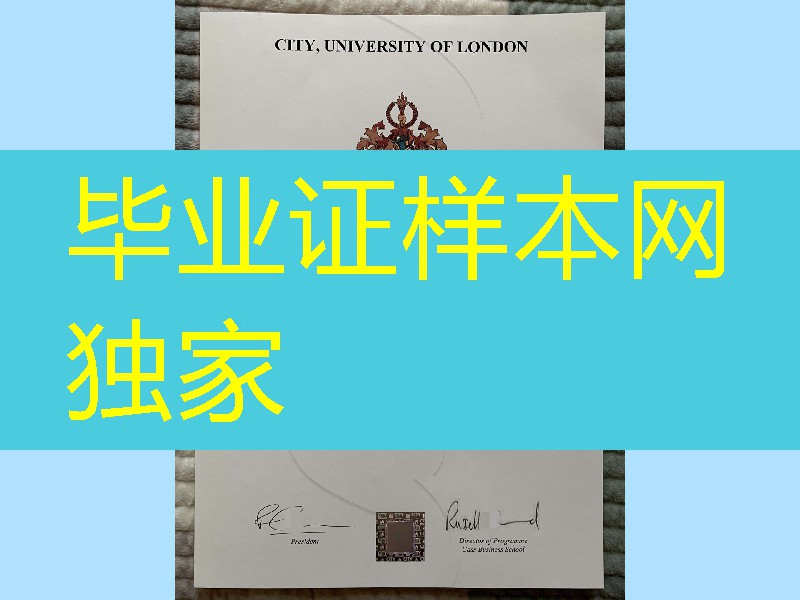 CITY, UNIVERSITY OF LONDON
毕业证样本网
独家
President
Director of Programme
Cass Business School